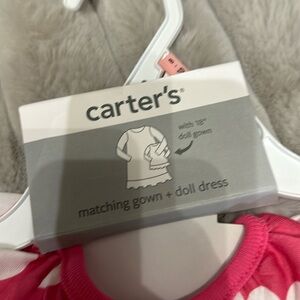 carter's®
with 18"
doll gown
matching gown + doll dress